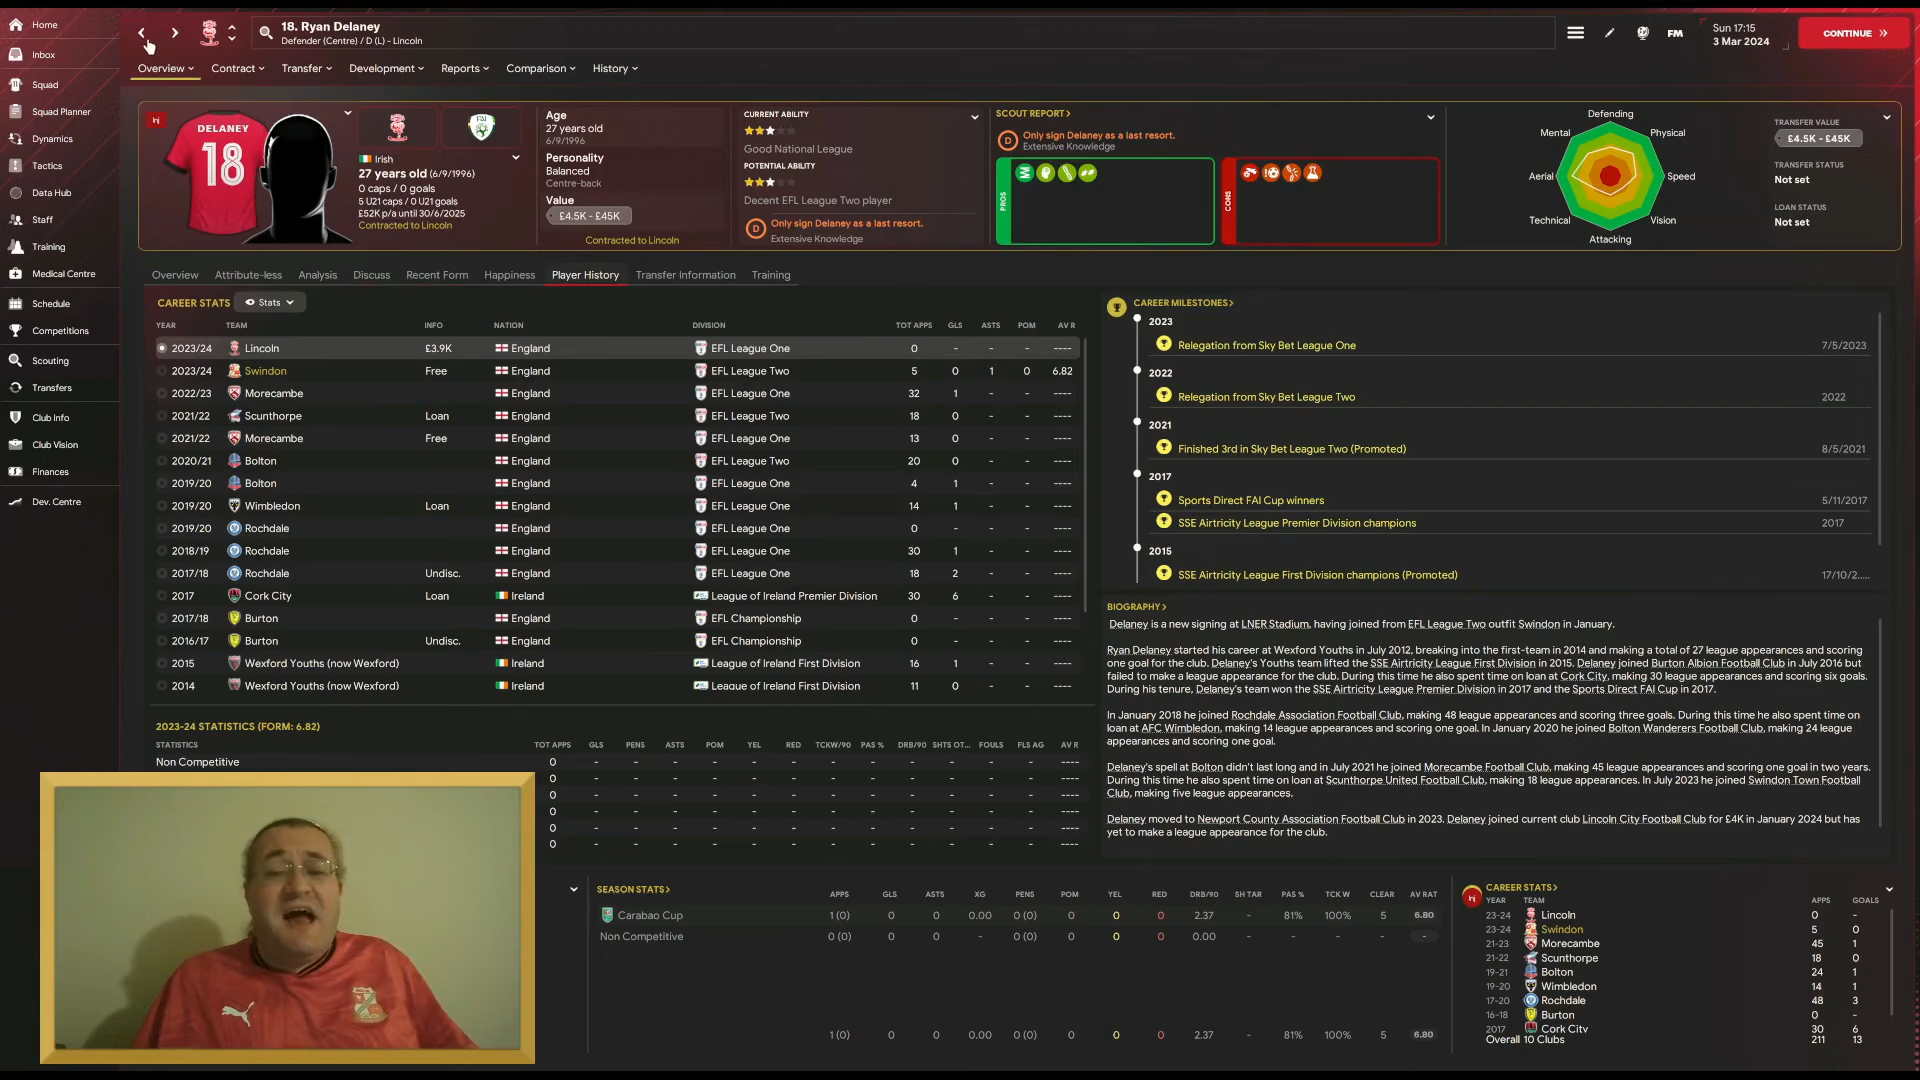 Home
Inbox
Squad
Squad Planner
Dynamics
Tactics
Data Hub
Staff
Training
Medical Centre
Schedule
Competitions
Scouting
Transfers
Club Info
Club Vision
Finances
Dev. Centre
18. Ryan Delaney
Defender (Centre) / D (L) - Lincoln
FM
Sun 17:15
3 Mar 2024
CONTINUE
Overview Contract Transfer Development Reports Comparison History
DELANEY
18
FAI
Irish
27 years old (6/9/1996)
0 caps / 0 goals
5 U21 caps / 0 U21 goals
£52K p/a until 30/6/2025
Contracted to Lincoln
Age
27 years old
6/9/1996
Personality
Balanced
Centre-back
Value
£4.5K - £45K
Contracted to Lincoln
CURRENT ABILITY
Good National League
POTENTIAL ABILITY
Decent EFL League Two player
D Only sign Delaney as a last resort.
Extensive Knowledge
SCOUT REPORT
D Only sign Delaney as a last resort.
Extensive Knowledge
PROS
CONS
Defending
Mental Physical
Aerial Speed
Technical Vision
Attacking
TRANSFER VALUE
£4.5K - £45K
TRANSFER STATUS
Not set
LOAN STATUS
Not set
Overview Attribute-less Analysis Discuss Recent Form Happiness Player History Transfer Information Training
CAREER STATS Stats
YEAR TEAM INFO NATION DIVISION TOT APPS GLS ASTS POM AV R
2023/24 Lincoln £3.9K England EFL League One 0 - - - ----
2023/24 Swindon Free England EFL League Two 5 0 1 0 6.82
2022/23 Morecambe England EFL League One 32 1 - - ----
2021/22 Scunthorpe Loan England EFL League Two 18 0 - - ----
2021/22 Morecambe Free England EFL League One 13 0 - - ----
2020/21 Bolton England EFL League Two 20 0 - - ----
2019/20 Bolton England EFL League One 4 1 - - ----
2019/20 Wimbledon Loan England EFL League One 14 1 - - ----
2019/20 Rochdale England EFL League One 0 - - - ----
2018/19 Rochdale England EFL League One 30 1 - - ----
2017/18 Rochdale Undisc. England EFL League One 18 2 - - ----
2017 Cork City Loan Ireland League of Ireland Premier Division 30 6 - - ----
2017/18 Burton England EFL Championship 0 - - - ----
2016/17 Burton Undisc. England EFL Championship 0 - - - ----
2015 Wexford Youths (now Wexford) Ireland League of Ireland First Division 16 1 - - ----
2014 Wexford Youths (now Wexford) Ireland League of Ireland First Division 11 0 - - ----
CAREER MILESTONES
2023
Relegation from Sky Bet League One 7/5/2023
2022
Relegation from Sky Bet League Two 2022
2021
Finished 3rd in Sky Bet League Two (Promoted) 8/5/2021
2017
Sports Direct FAI Cup winners 5/11/2017
SSE Airtricity League Premier Division champions 2017
2015
SSE Airtricity League First Division champions (Promoted) 17/10/2.....
BIOGRAPHY
Delaney is a new signing at LNER Stadium, having joined from EFL League Two outfit Swindon in January.
Ryan Delaney started his career at Wexford Youths in July 2012, breaking into the first-team in 2014 and making a total of 27 league appearances and scoring
one goal for the club. Delaney's Youths team lifted the SSE Airtricity League First Division in 2015. Delaney joined Burton Albion Football Club in July 2016 but
failed to make a league appearance for the club. During this time he also spent time on loan at Cork City, making 30 league appearances and scoring six goals.
During his tenure, Delaney's team won the SSE Airtricity League Premier Division in 2017 and the Sports Direct FAI Cup in 2017.
In January 2018 he joined Rochdale Association Football Club, making 48 league appearances and scoring three goals. During this time he also spent time on
loan at AFC Wimbledon, making 14 league appearances and scoring one goal. In January 2020 he joined Bolton Wanderers Football Club, making 24 league
appearances and scoring one goal.
Delaney's spell at Bolton didn't last long and in July 2021 he joined Morecambe Football Club, making 45 league appearances and scoring one goal in two years.
During this time he also spent time on loan at Scunthorpe United Football Club, making 18 league appearances. In July 2023 he joined Swindon Town Football
Club, making five league appearances.
Delaney moved to Newport County Association Football Club in 2023. Delaney joined current club Lincoln City Football Club for £4K in January 2024 but has
yet to make a league appearance for the club.
2023-24 STATISTICS (FORM: 6.82)
STATISTICS TOT APPS GLS PENS ASTS POM YEL RED TCKW/90 PAS % DRB/90 SHTS OT... FOULS FLS AG AV R
Non Competitive 0 - - - - - - - - - - - - ----
0 - - - - - - - - - - - - ----
0 - - - - - - - - - - - - ----
0 - - - - - - - - - - - - ----
0 - - - - - - - - - - - - ----
0 - - - - - - - - - - - - ----
SEASON STATS APPS GLS ASTS XG PENS POM YEL RED DRB/90 SH TAR PAS % TCK W CLEAR AV RAT
Carabao Cup 1 (0) 0 0 0.00 0 (0) 0 0 0 2.37 - 81% 100% 5 6.80
Non Competitive 0 (0) 0 0 - 0 (0) 0 0 0 0.00 - - - - -
1 (0) 0 0 0.00 0 (0) 0 0 0 2.37 - 81% 100% 5 6.80
CAREER STATS
YEAR TEAM APPS GOALS
23-24 Lincoln 0 -
23-24 Swindon 5 0
21-23 Morecambe 45 1
21-22 Scunthorpe 18 0
19-21 Bolton 24 1
19-20 Wimbledon 14 1
17-20 Rochdale 48 3
16-18 Burton 0 -
2017 Cork City 30 6
Overall 10 Clubs 211 13